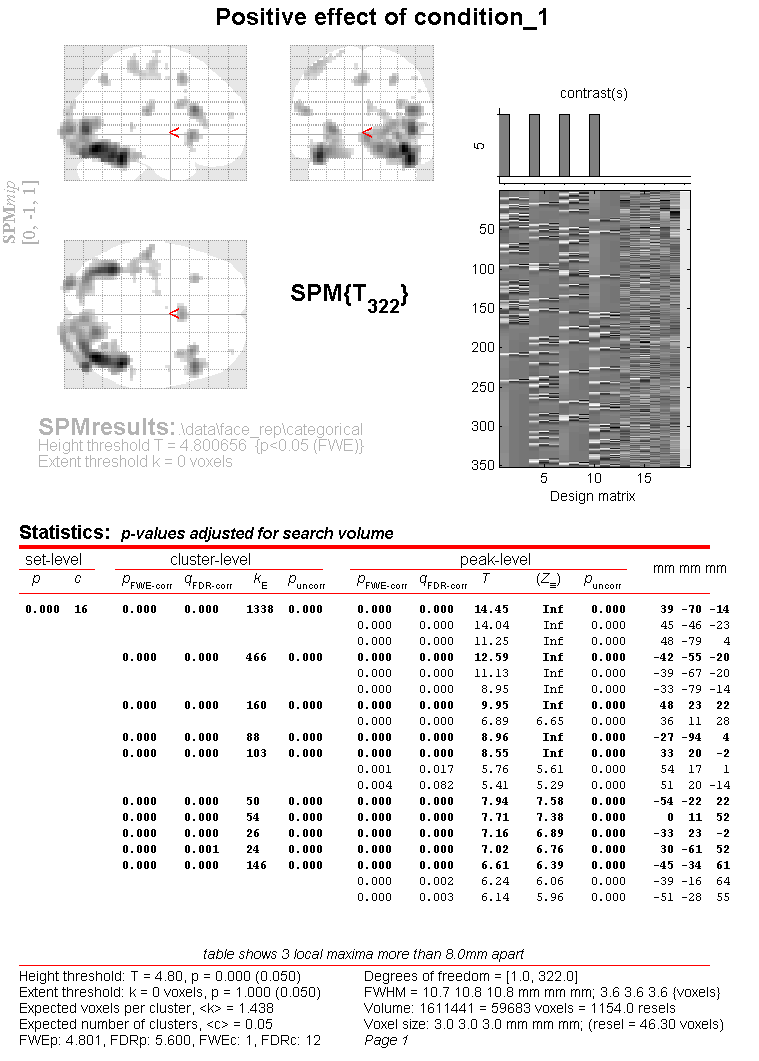 Positive effect of condition_1
contrast(s)
5
SPMmip
[0, -1, 1]
<
<
<
SPM{T322}
50
100
150
200
250
300
350
5 10 15
Design matrix
SPMresults: .\data\face_rep\categorical
Height threshold T = 4.800656 {p<0.05 (FWE)}
Extent threshold k = 0 voxels
Statistics: p-values adjusted for search volume
set-level cluster-level peak-level mm mm mm
p c pFWE-corr qFDR-corr kE puncorr pFWE-corr qFDR-corr T (Z≡) puncorr
0.000 16 0.000 0.000 1338 0.000 0.000 0.000 14.45 Inf 0.000 39 -70 -14
0.000 0.000 14.04 Inf 0.000 45 -46 -23
0.000 0.000 11.25 Inf 0.000 48 -79 4
0.000 0.000 466 0.000 0.000 0.000 12.59 Inf 0.000 -42 -55 -20
0.000 0.000 11.13 Inf 0.000 -39 -67 -20
0.000 0.000 8.95 Inf 0.000 -33 -79 -14
0.000 0.000 160 0.000 0.000 0.000 9.95 Inf 0.000 48 23 22
0.000 0.000 6.89 6.65 0.000 36 11 28
0.000 0.000 88 0.000 0.000 0.000 8.96 Inf 0.000 -27 -94 4
0.000 0.000 103 0.000 0.000 0.000 8.55 Inf 0.000 33 20 -2
0.001 0.017 5.76 5.61 0.000 54 17 1
0.004 0.082 5.41 5.29 0.000 51 20 -14
0.000 0.000 50 0.000 0.000 0.000 7.94 7.58 0.000 -54 -22 22
0.000 0.000 54 0.000 0.000 0.000 7.71 7.38 0.000 0 11 52
0.000 0.000 26 0.000 0.000 0.000 7.16 6.89 0.000 -33 23 -2
0.000 0.001 24 0.000 0.000 0.000 7.02 6.76 0.000 30 -61 52
0.000 0.000 146 0.000 0.000 0.000 6.61 6.39 0.000 -45 -34 61
0.000 0.002 6.24 6.06 0.000 -39 -16 64
0.000 0.003 6.14 5.96 0.000 -51 -28 55
table shows 3 local maxima more than 8.0mm apart
Height threshold: T = 4.80, p = 0.000 (0.050)
Extent threshold: k = 0 voxels, p = 1.000 (0.050)
Expected voxels per cluster, <k> = 1.438
Expected number of clusters, <c> = 0.05
FWEp: 4.801, FDRp: 5.600, FWEc: 1, FDRc: 12
Degrees of freedom = [1.0, 322.0]
FWHM = 10.7 10.8 10.8 mm mm mm; 3.6 3.6 3.6 {voxels}
Volume: 1611441 = 59683 voxels = 1154.0 resels
Voxel size: 3.0 3.0 3.0 mm mm mm; (resel = 46.30 voxels)
Page 1